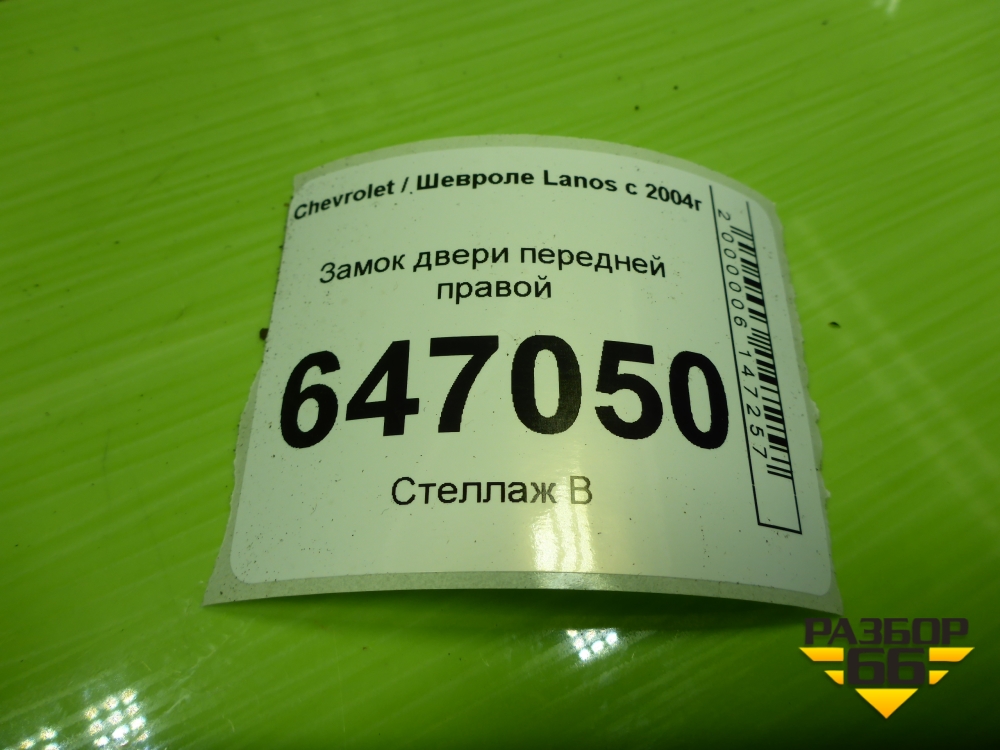 Chevrolet / Шевроле Lanos с 2004г
Замок двери передней
правой
647050
Стеллаж В
2000006147257
РАЗБОР
66